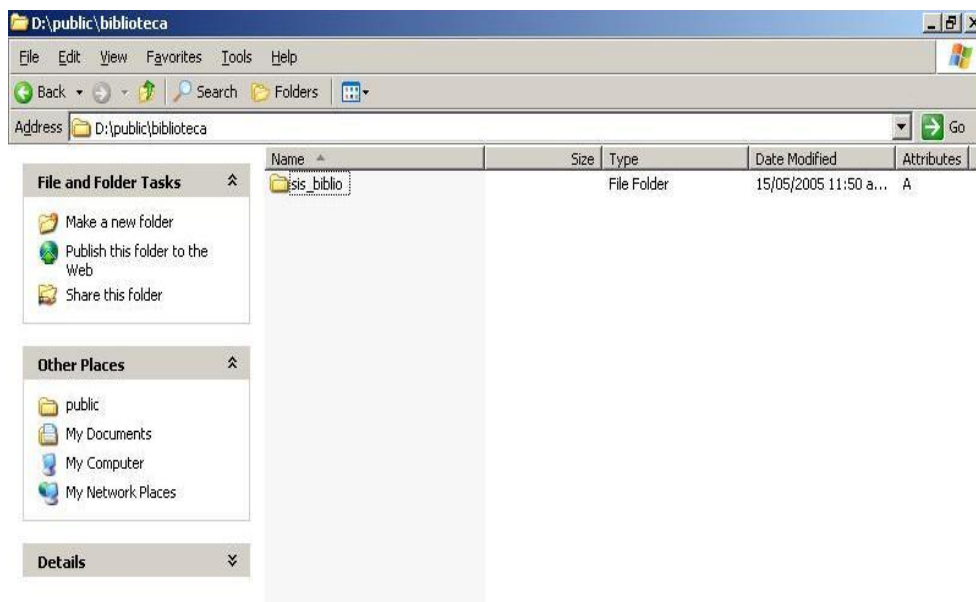 D:\public\biblioteca
File Edit View Favorites Tools Help
Back Search Folders
Address D:\public\biblioteca Go
Name Size Type Date Modified Attributes
sis_biblio File Folder 15/05/2005 11:50 a... A
File and Folder Tasks
Make a new folder
Publish this folder to the
Web
Share this folder
Other Places
public
My Documents
My Computer
My Network Places
Details